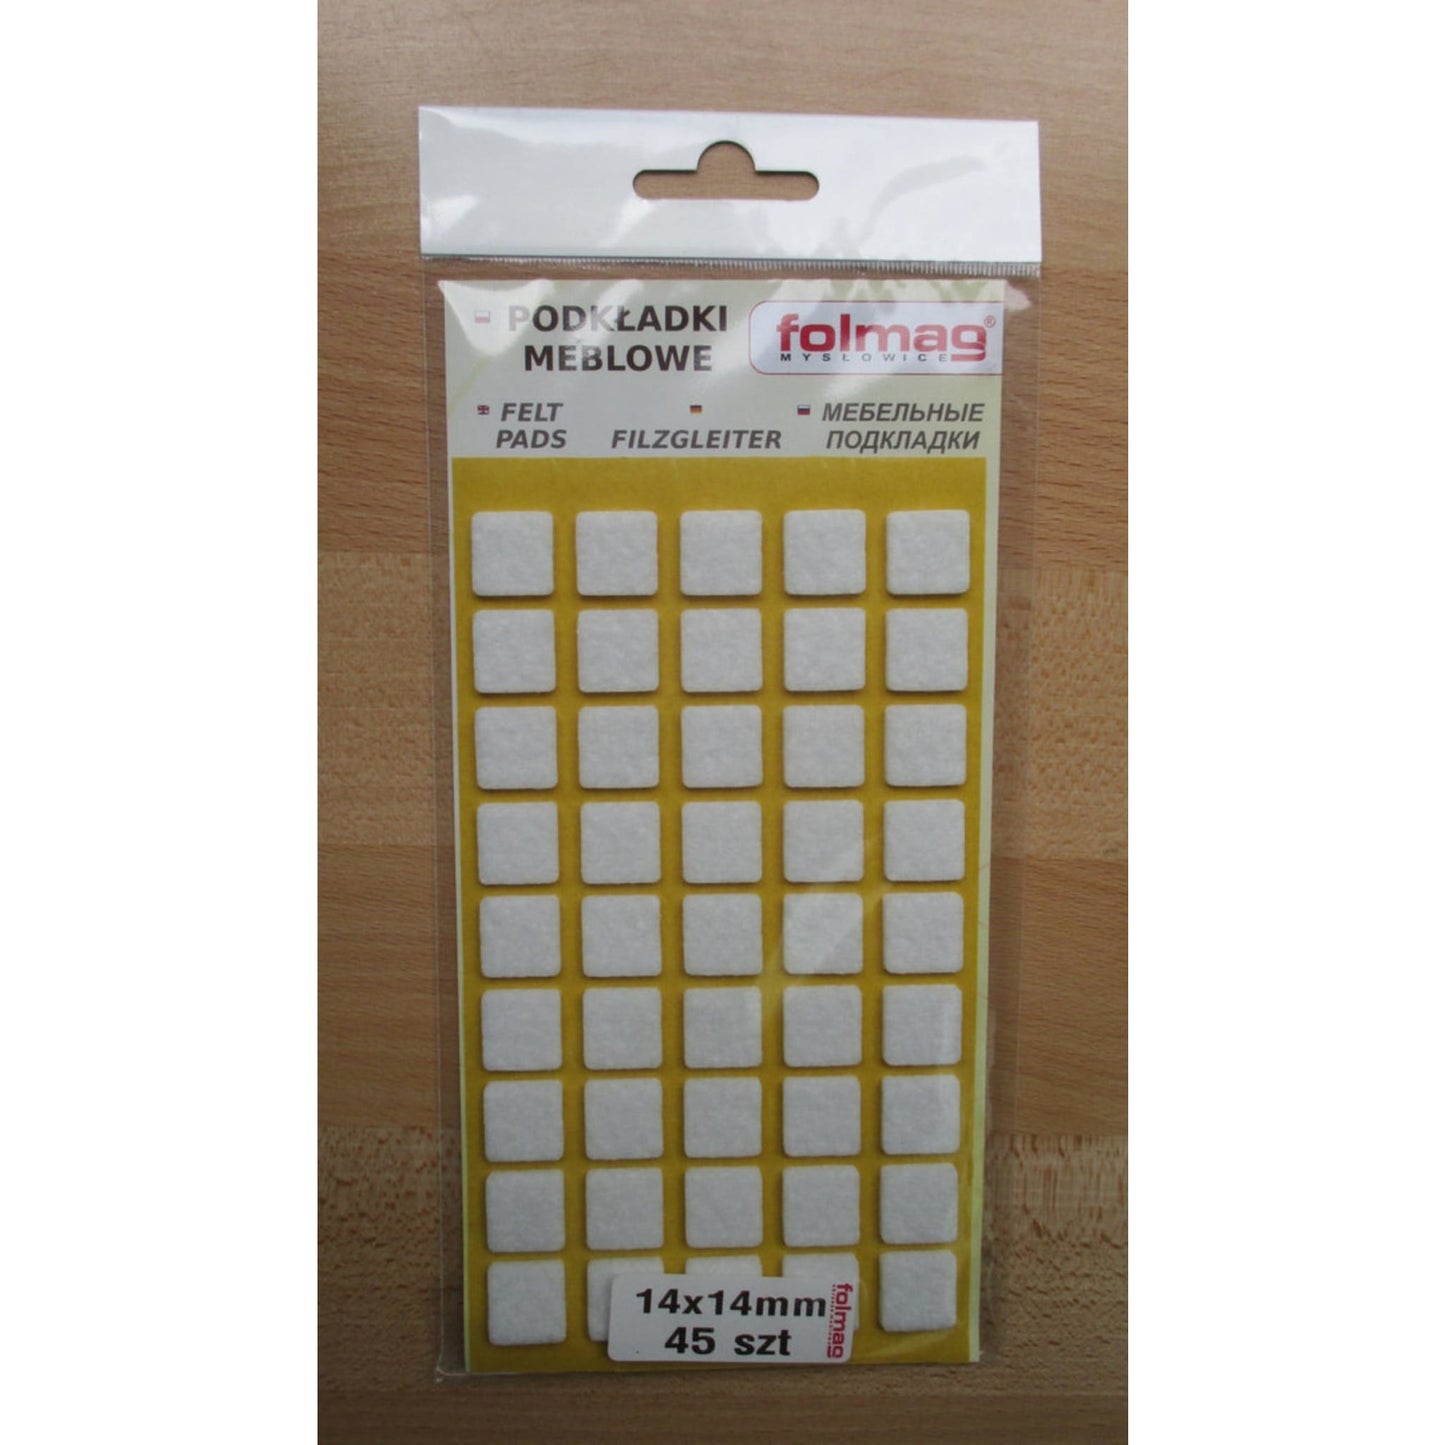 PODKŁADKI
MEBLOWE
folmag®
MYSŁOWICE
FELT
PADS
FILZGLEITER
МЕБЕЛЬНЫЕ
ПОДКЛАДКИ
14x14mm
45 szt
folmag